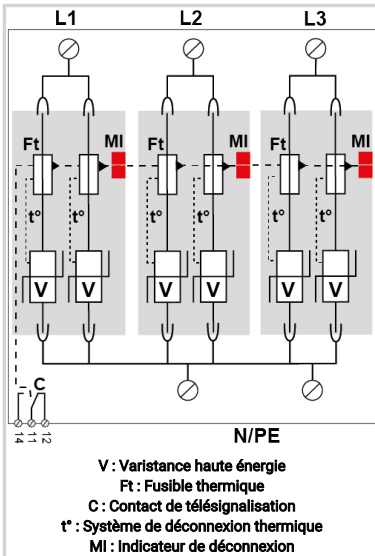 L1 L2 L3
Ft MI Ft MI Ft MI
t° t° t° t° t° t°
V V V V V V
C
14 11 12
N/PE
V : Varistance haute énergie
Ft : Fusible thermique
C : Contact de télésignalisation
t° : Système de déconnexion thermique
MI : Indicateur de déconnexion